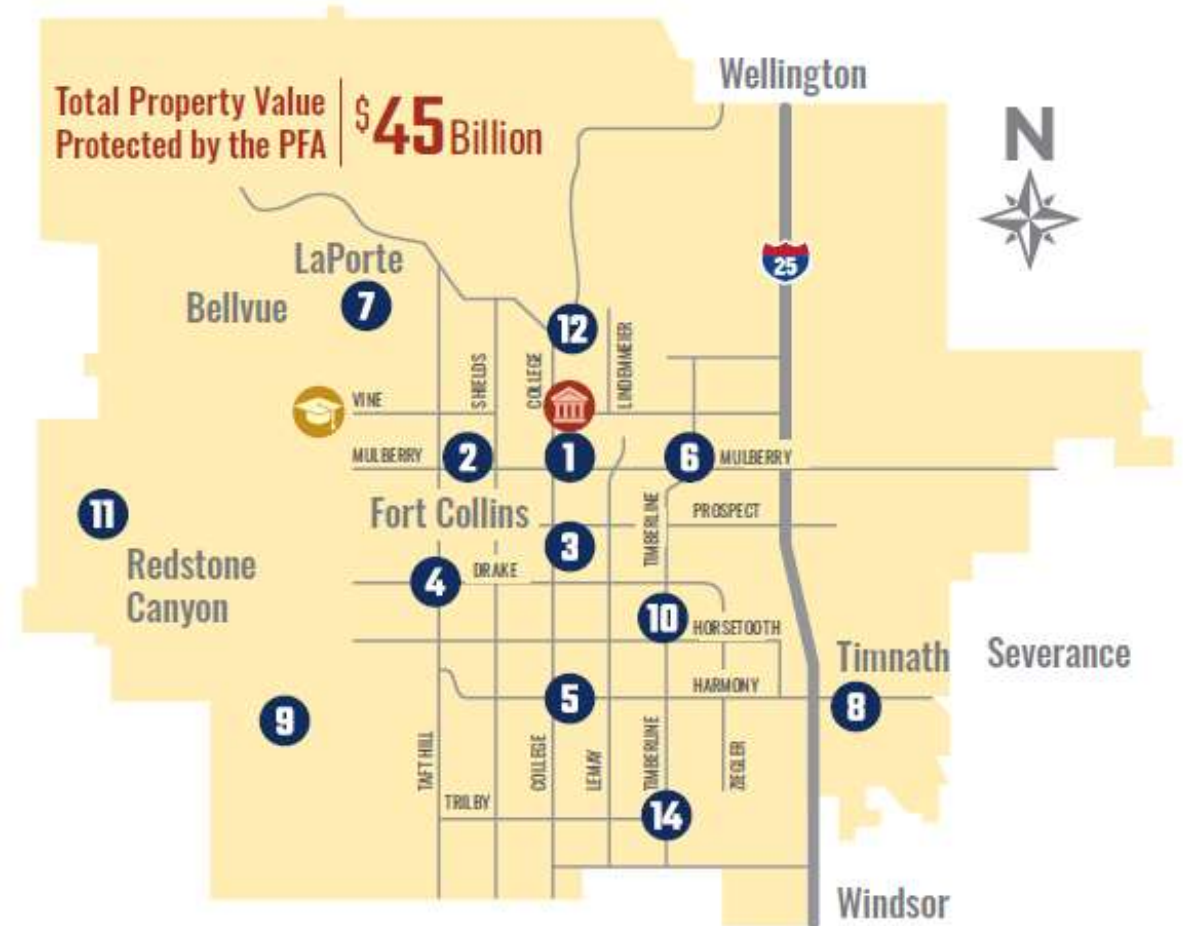 Wellington
Total Property Value
Protected by the PFA
$45 Billion
N
LaPorte
25
Bellvue
7
12
SHIELDS
COLLEGE
LINDENMEIER
VINE
MULBERRY
2
1
6
MULBERRY
11
Fort Collins
TIMBERLINE
PROSPECT
3
Redstone
Canyon
4
DRAKE
10
HORSETOOTH
Timnath
Severance
HARMONY
5
8
9
TAFT HILL
COLLEGE
LEMAY
TIMBERLINE
ZIEGLER
TRILBY
14
Windsor